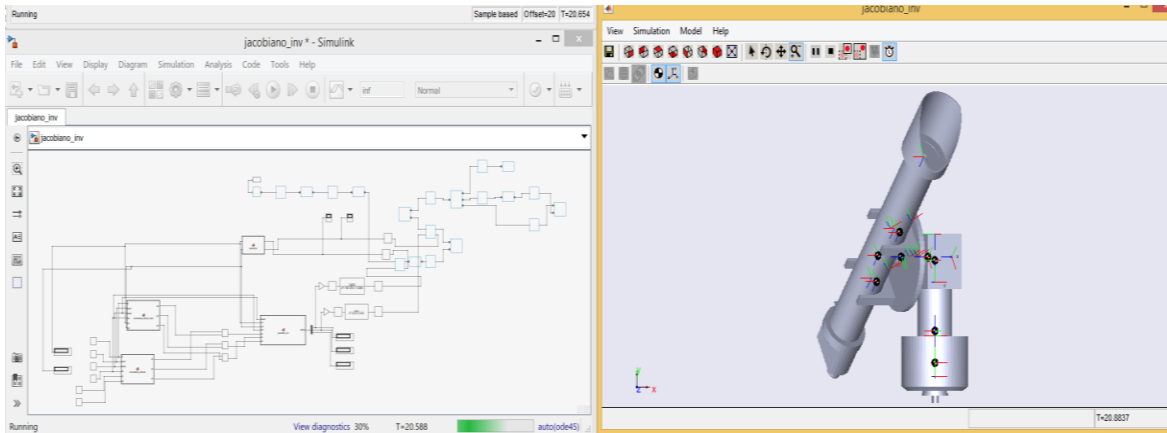 Running
Sample based Offset=20 T=20.654
jacobiano_inv * - Simulink
File Edit View Display Diagram Simulation Analysis Code Tools Help
inf
Normal
jacobiano_inv
jacobiano_inv
Running
View diagnostics 30%
T=20.588
auto(ode45)
jacobiano_inv
View Simulation Model Help
y
z
x
T=20.8837